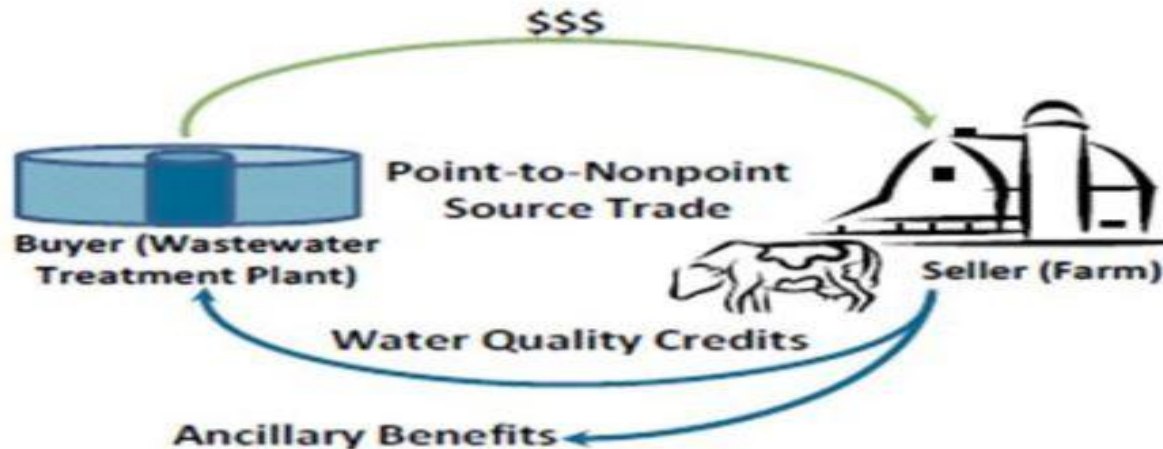 $$$
Point-to-Nonpoint
Source Trade
Buyer (Wastewater
Treatment Plant)
Seller (Farm)
Water Quality Credits
Ancillary Benefits